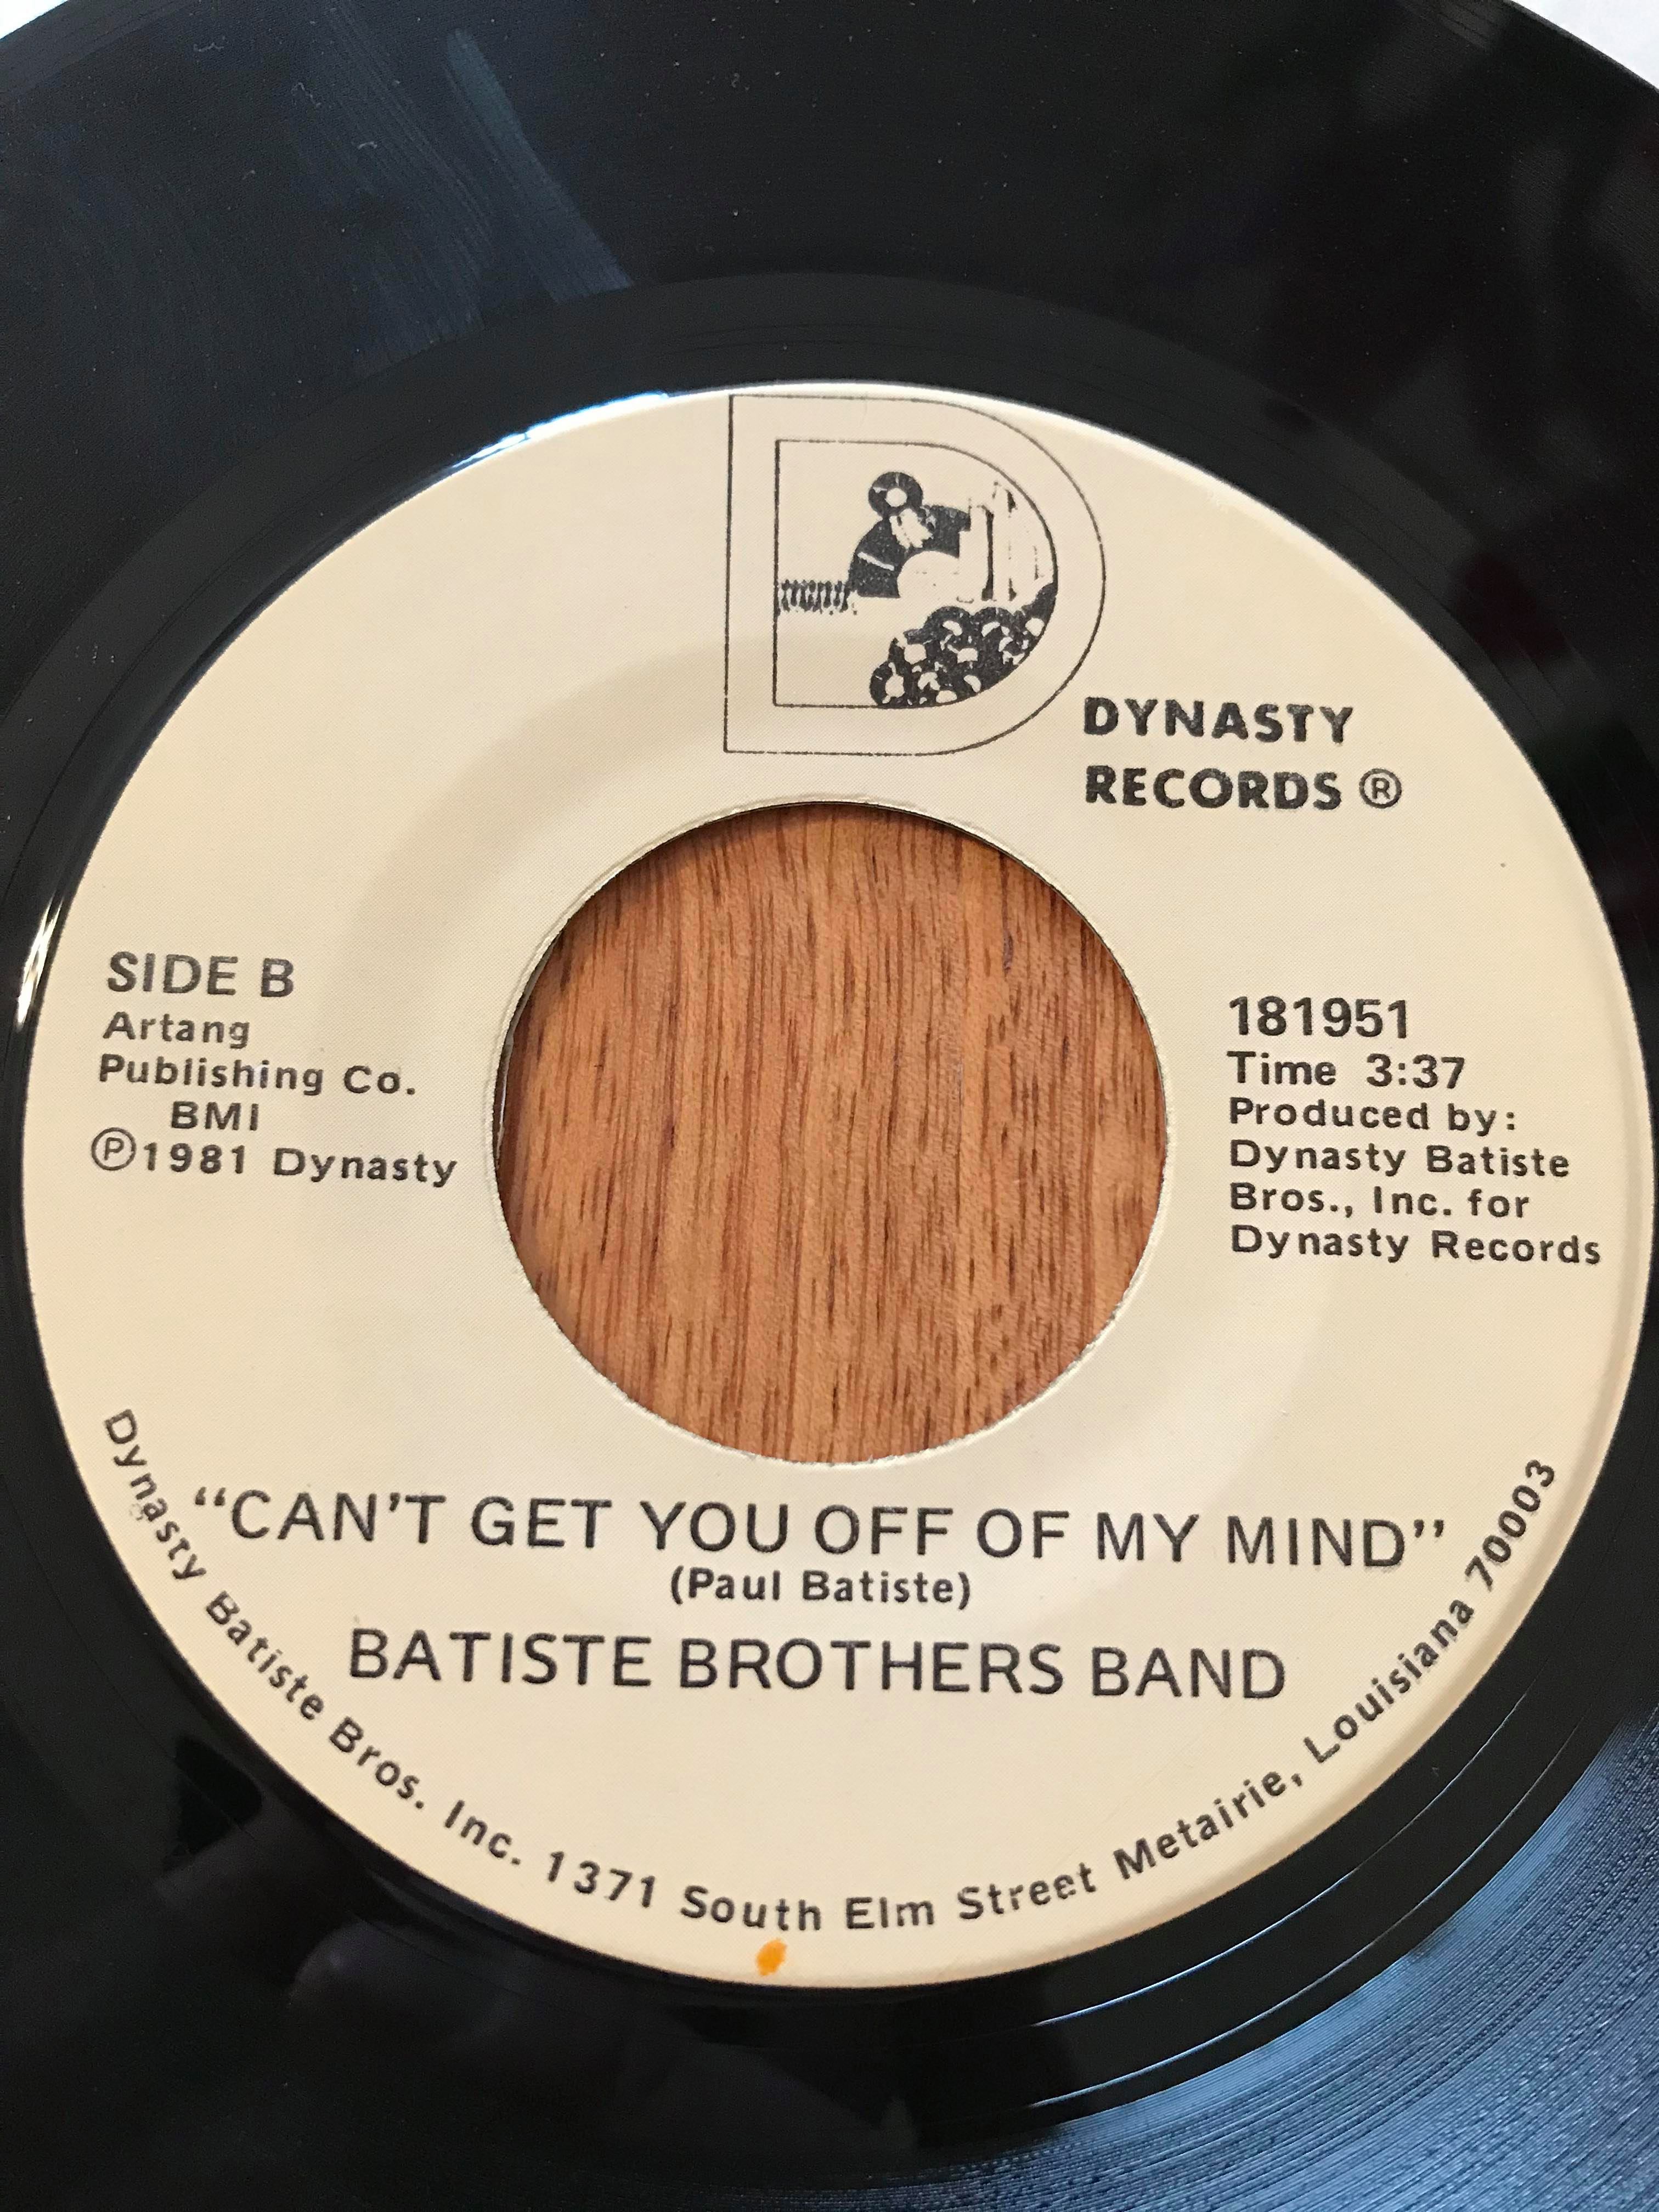 DYNASTY
RECORDS ®
SIDE B
Artang
Publishing Co.
BMI
℗1981 Dynasty
181951
Time 3:37
Produced by:
Dynasty Batiste
Bros., Inc. for
Dynasty Records
“CAN’T GET YOU OFF OF MY MIND”
(Paul Batiste)
BATISTE BROTHERS BAND
Dynasty Batiste Bros. Inc. 1371 South Elm Street Metairie, Louisiana 70003